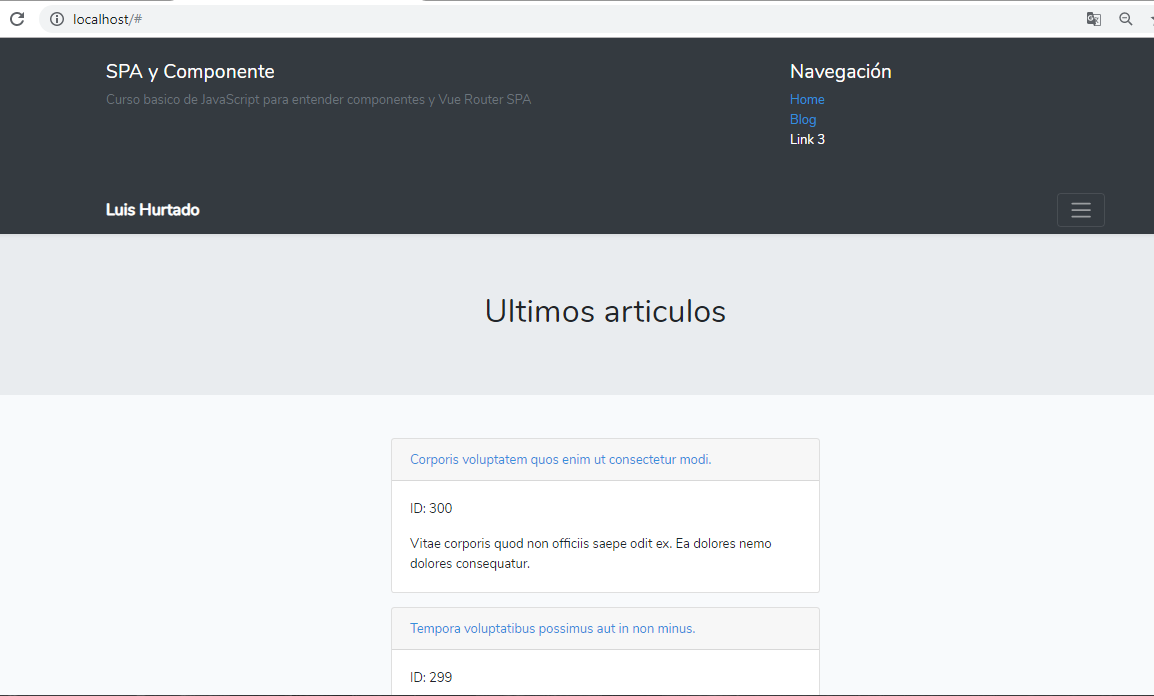 localhost/#
SPA y Componente
Curso basico de JavaScript para entender componentes y Vue Router SPA
Navegación
Home
Blog
Link 3
Luis Hurtado
Ultimos articulos
Corporis voluptatem quos enim ut consectetur modi.
ID: 300
Vitae corporis quod non officiis saepe odit ex. Ea dolores nemo
dolores consequatur.
Tempora voluptatibus possimus aut in non minus.
ID: 299